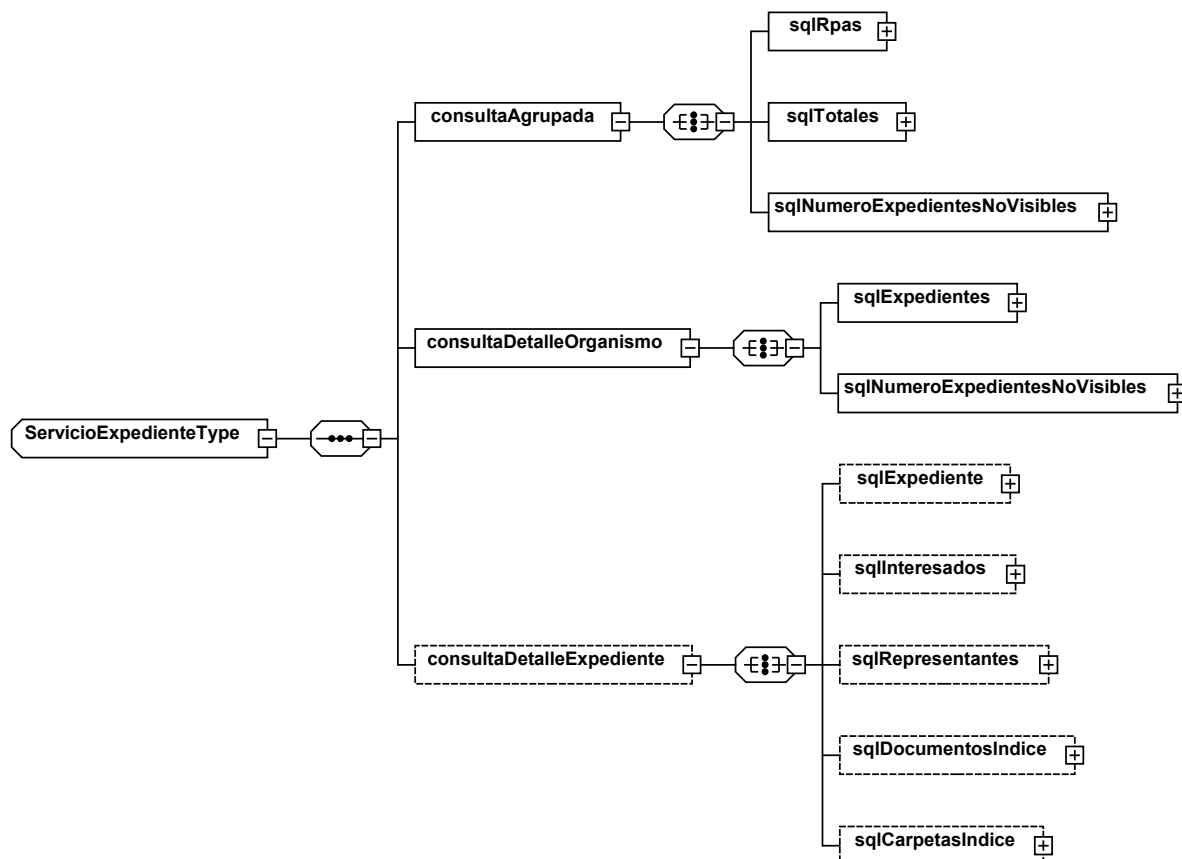 sqlRpas
consultaAgrupada
sqlTotales
sqlNumeroExpedientesNoVisibles
sqlExpedientes
consultaDetalleOrganismo
sqlNumeroExpedientesNoVisibles
ServicioExpedienteType
sqlExpediente
sqlInteresados
consultaDetalleExpediente
sqlRepresentantes
sqlDocumentosIndice
sqlCarpetasIndice